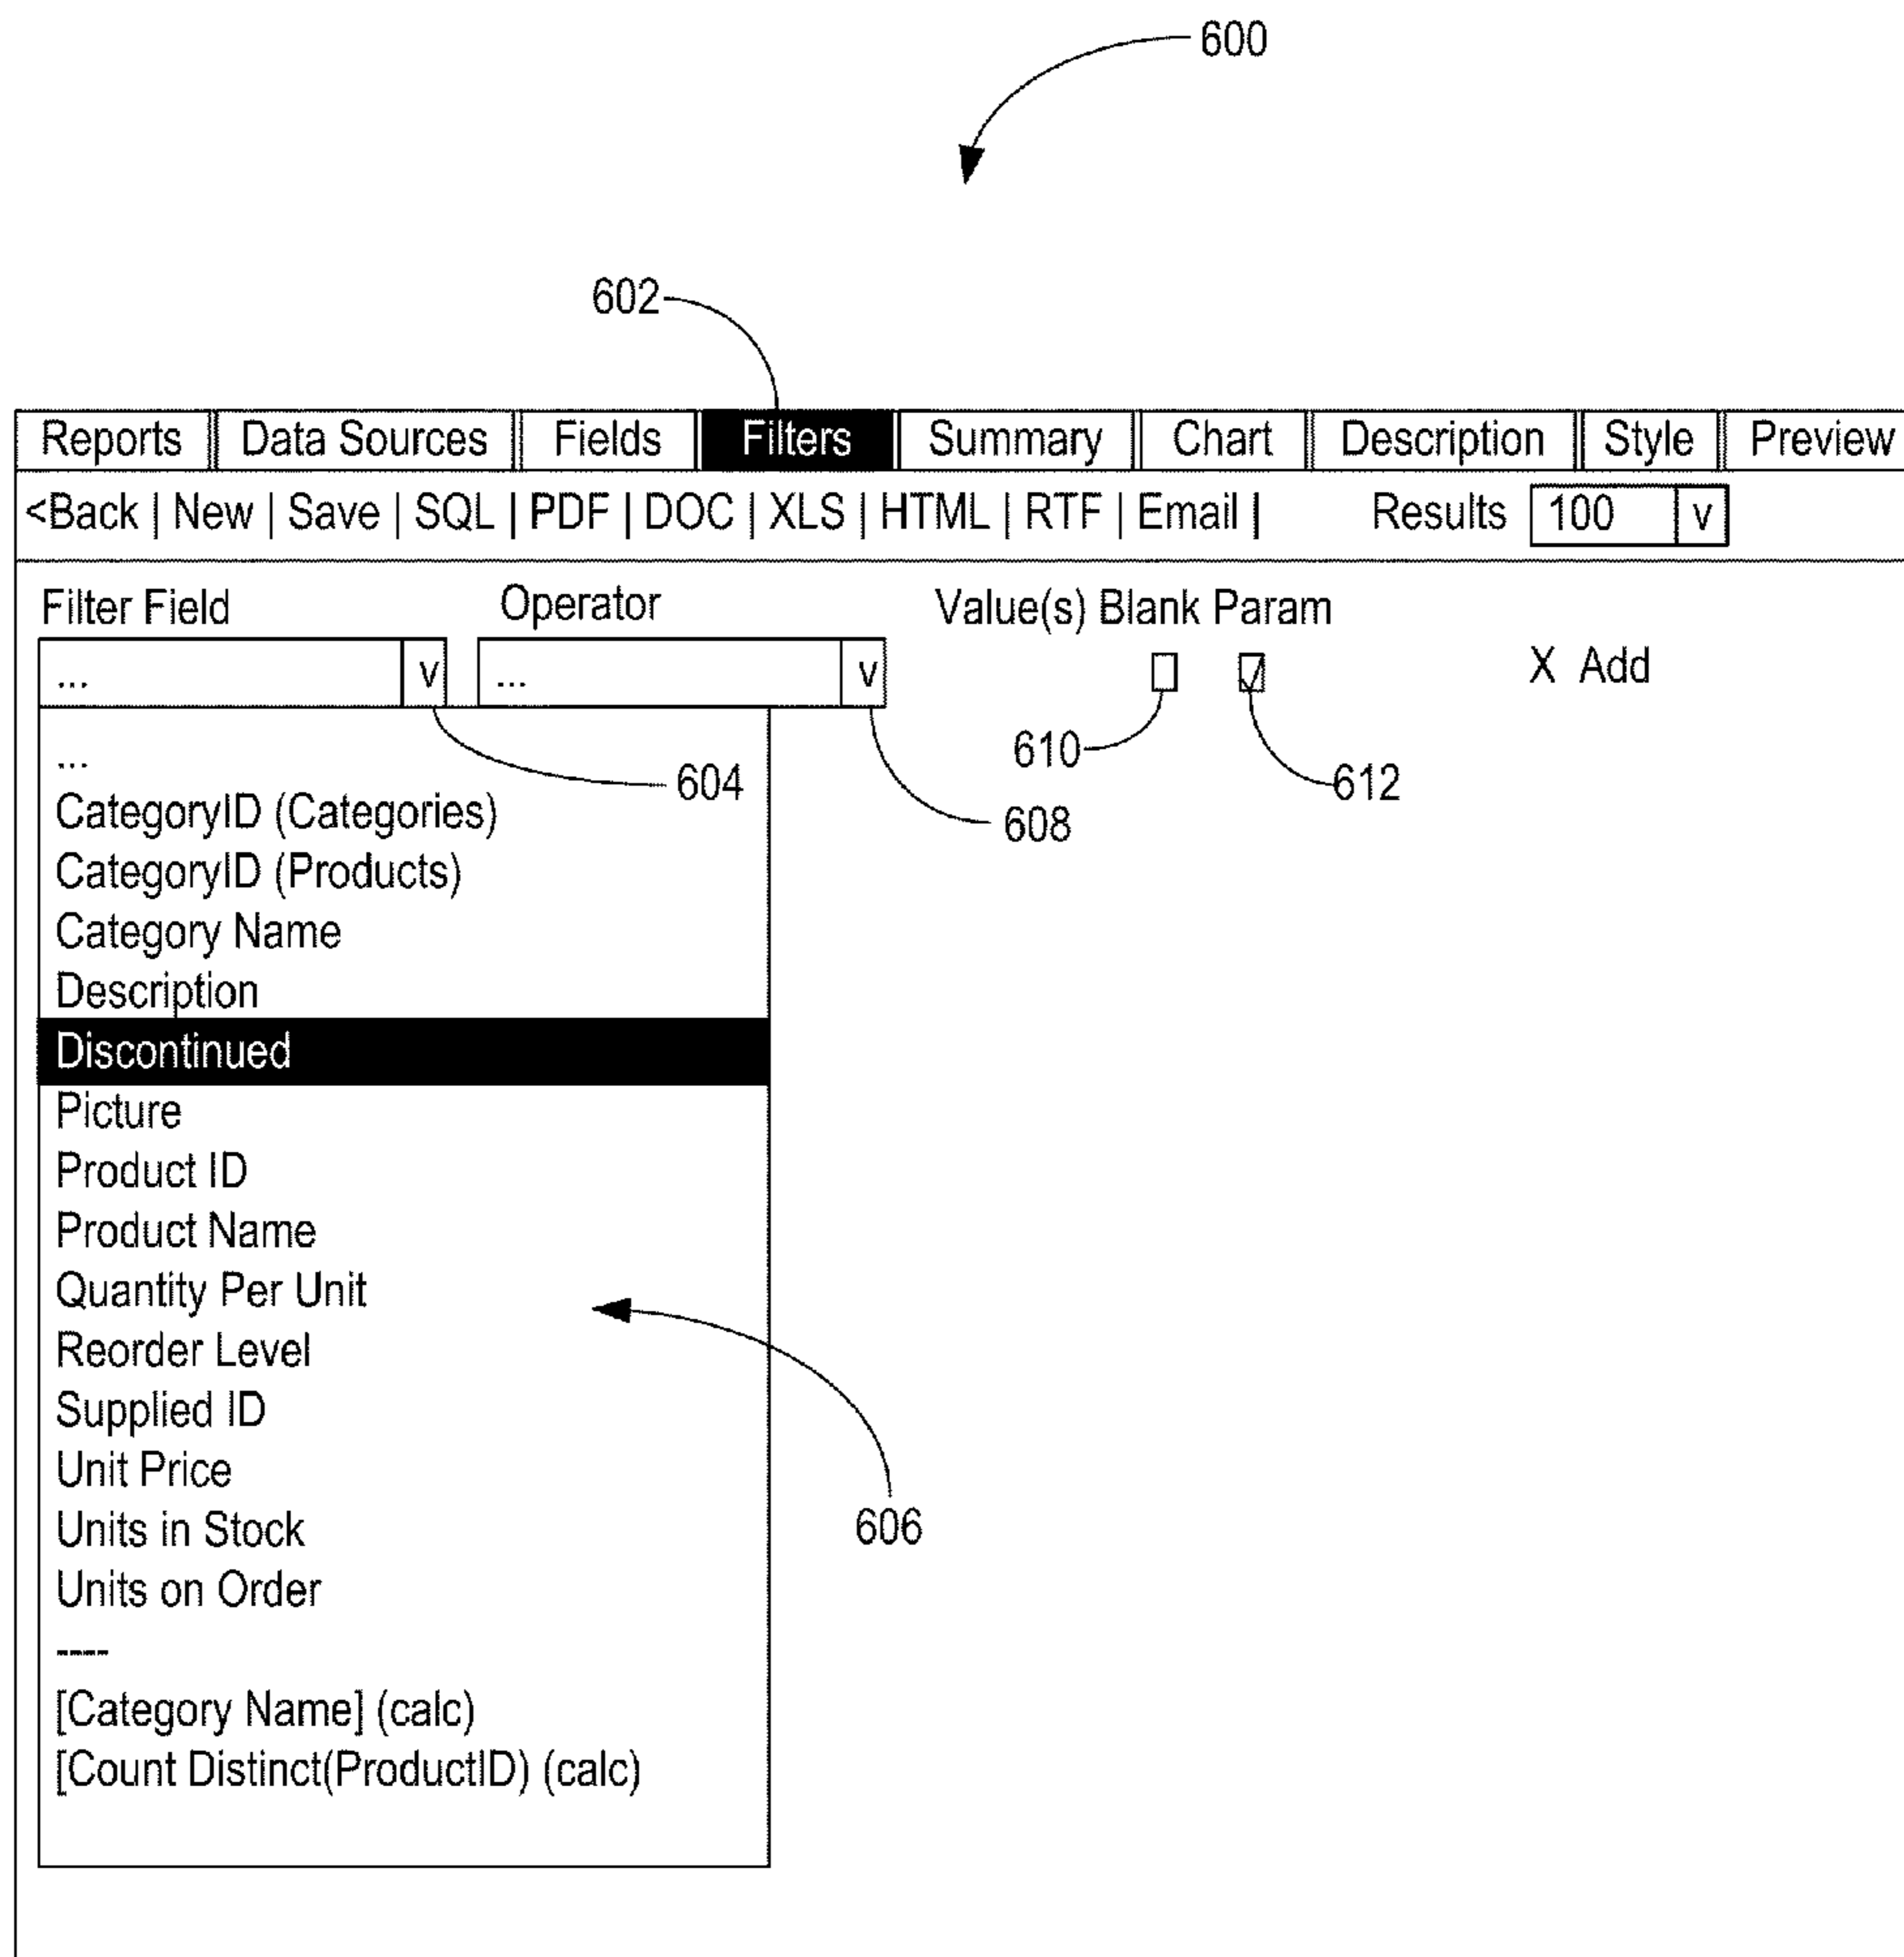 600
602
Reports Data Sources Fields Filters Summary Chart Description Style Preview
<Back | New | Save | SQL | PDF | DOC | XLS | HTML | RTF | Email | Results 100 v
Filter Field Operator Value(s) Blank Param
... v ... v X Add
610
604 612
608
...
CategoryID (Categories)
CategoryID (Products)
Category Name
Description
Discontinued
Picture
Product ID
Product Name
Quantity Per Unit
Reorder Level
Supplied ID
Unit Price
Units in Stock
606
Units on Order
----
[Category Name] (calc)
[Count Distinct(ProductID) (calc)